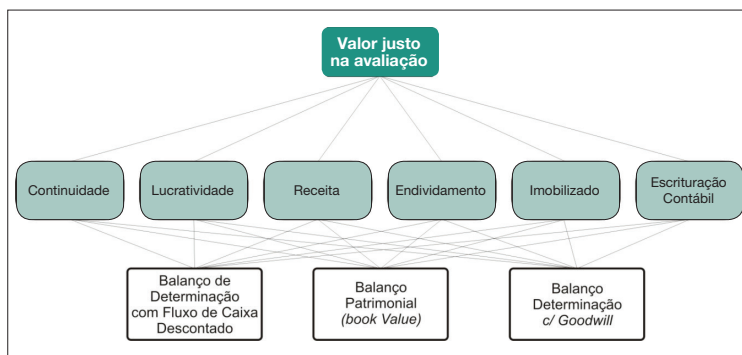 Valor justo
na avaliação
Continuidade
Lucratividade
Receita
Endividamento
Imobilizado
Escrituração
Contábil
Balanço de
Determinação
com Fluxo de Caixa
Descontado
Balanço
Patrimonial
(book Value)
Balanço
Determinação
c/ Goodwill